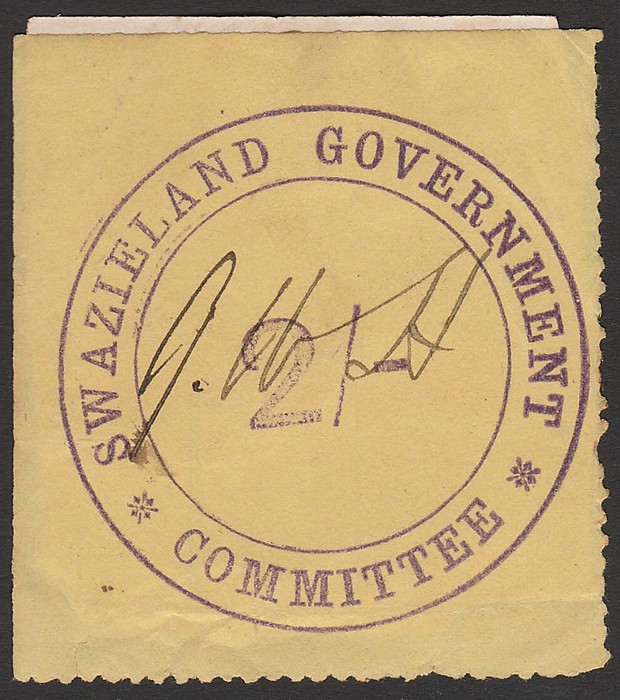 SWAZIELAND GOVERNMENT
2/-
* COMMITTEE *